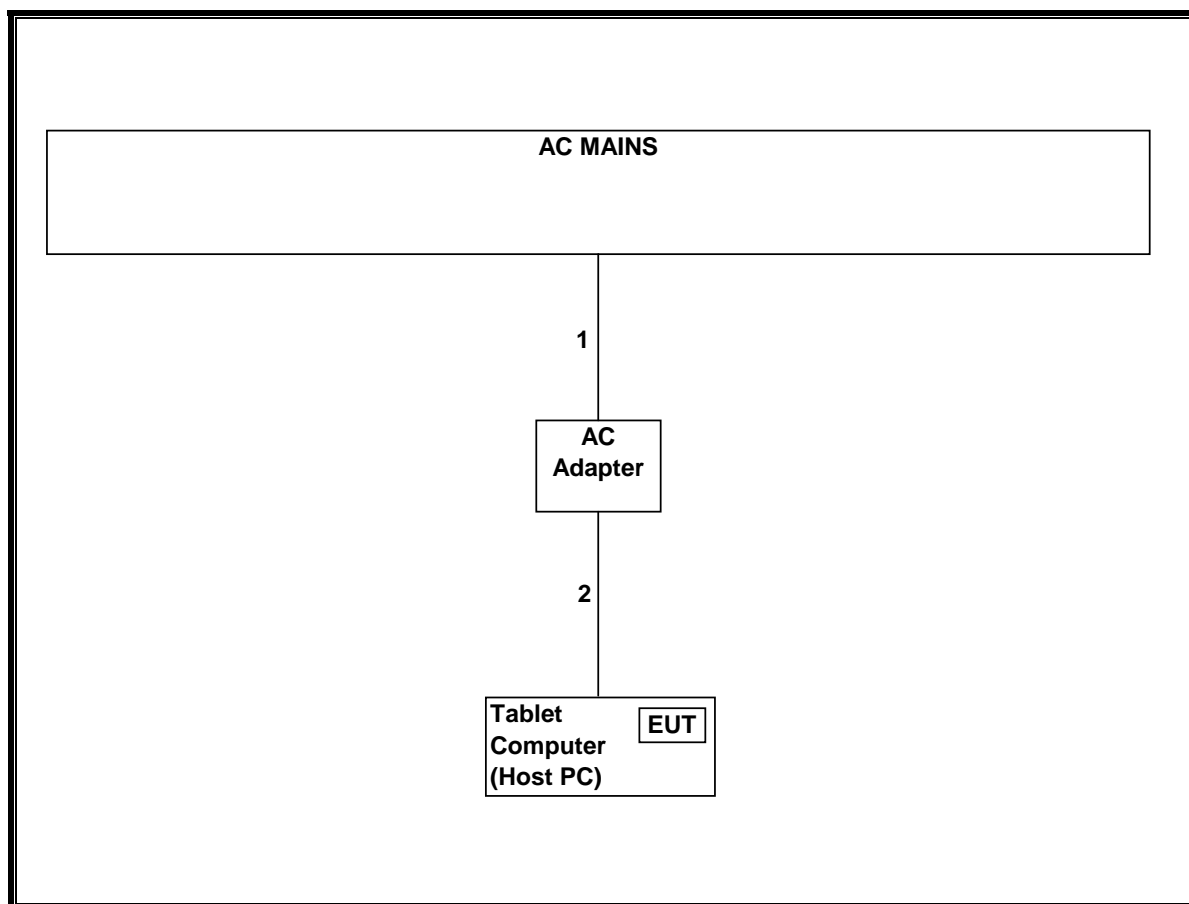 AC MAINS
1
AC
Adapter
2
Tablet
Computer
(Host PC)
EUT